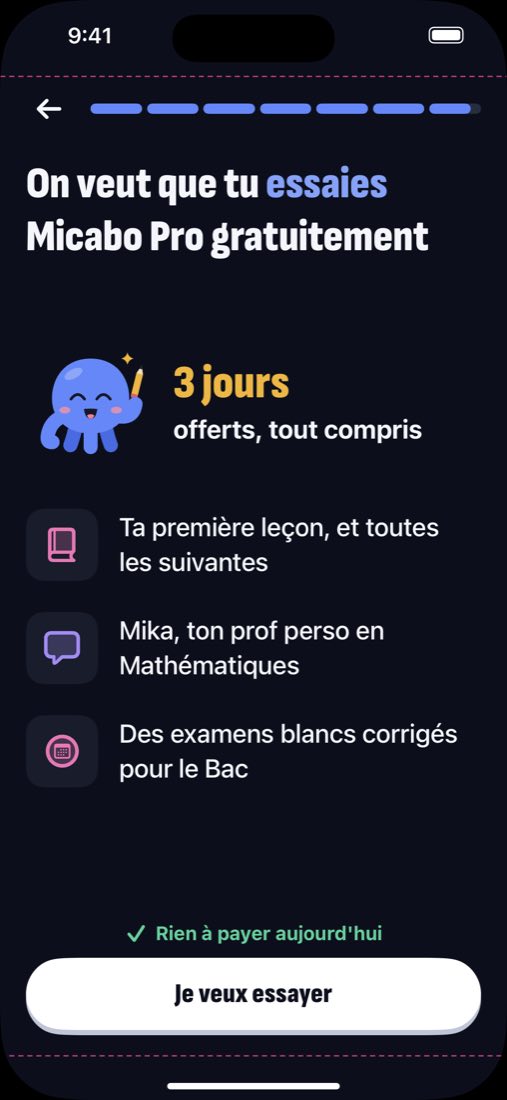 9:41
On veut que tu essaies
Micabo Pro gratuitement
3 jours
offerts, tout compris
Ta première leçon, et toutes
les suivantes
Mika, ton prof perso en
Mathématiques
Des examens blancs corrigés
pour le Bac
Rien à payer aujourd'hui
Je veux essayer